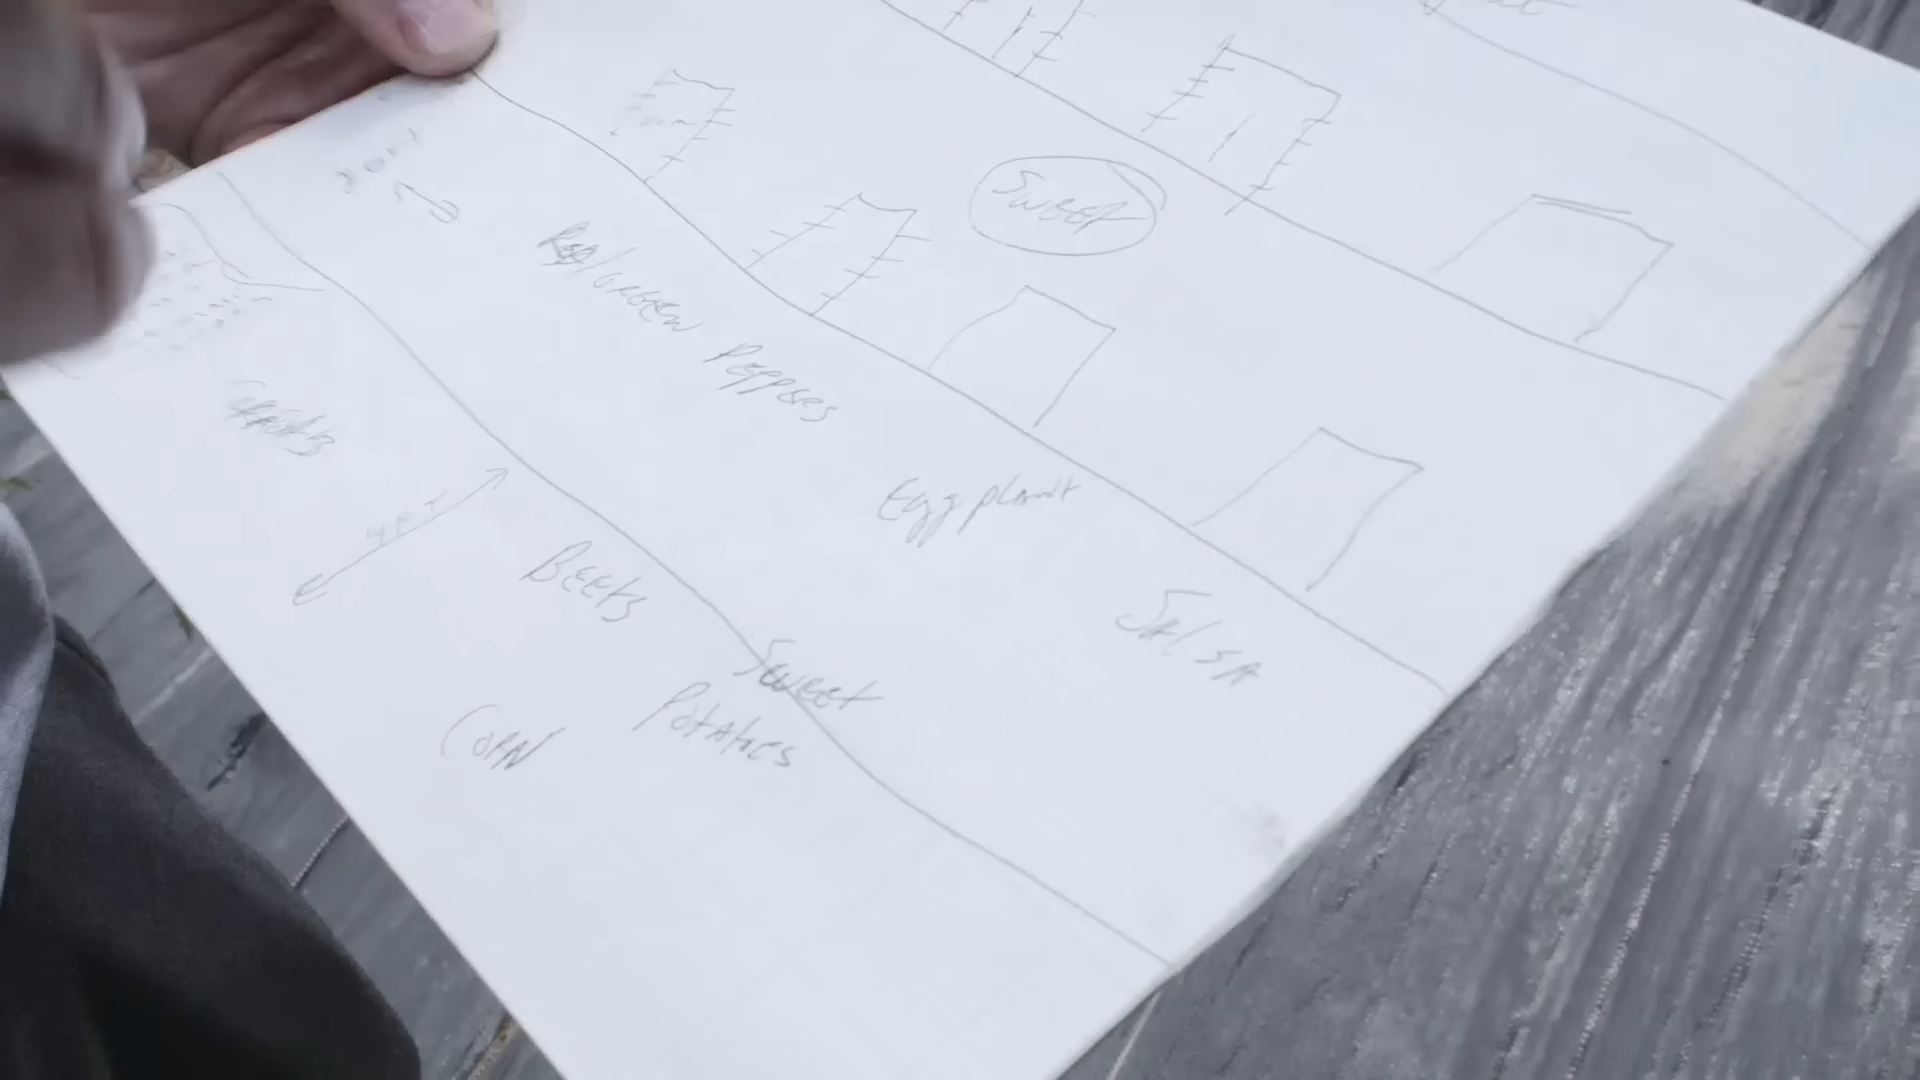 Sweet
Red/Green Peppers
Eggplant
Salsa
Beets
Sweet
Potatoes
Corn